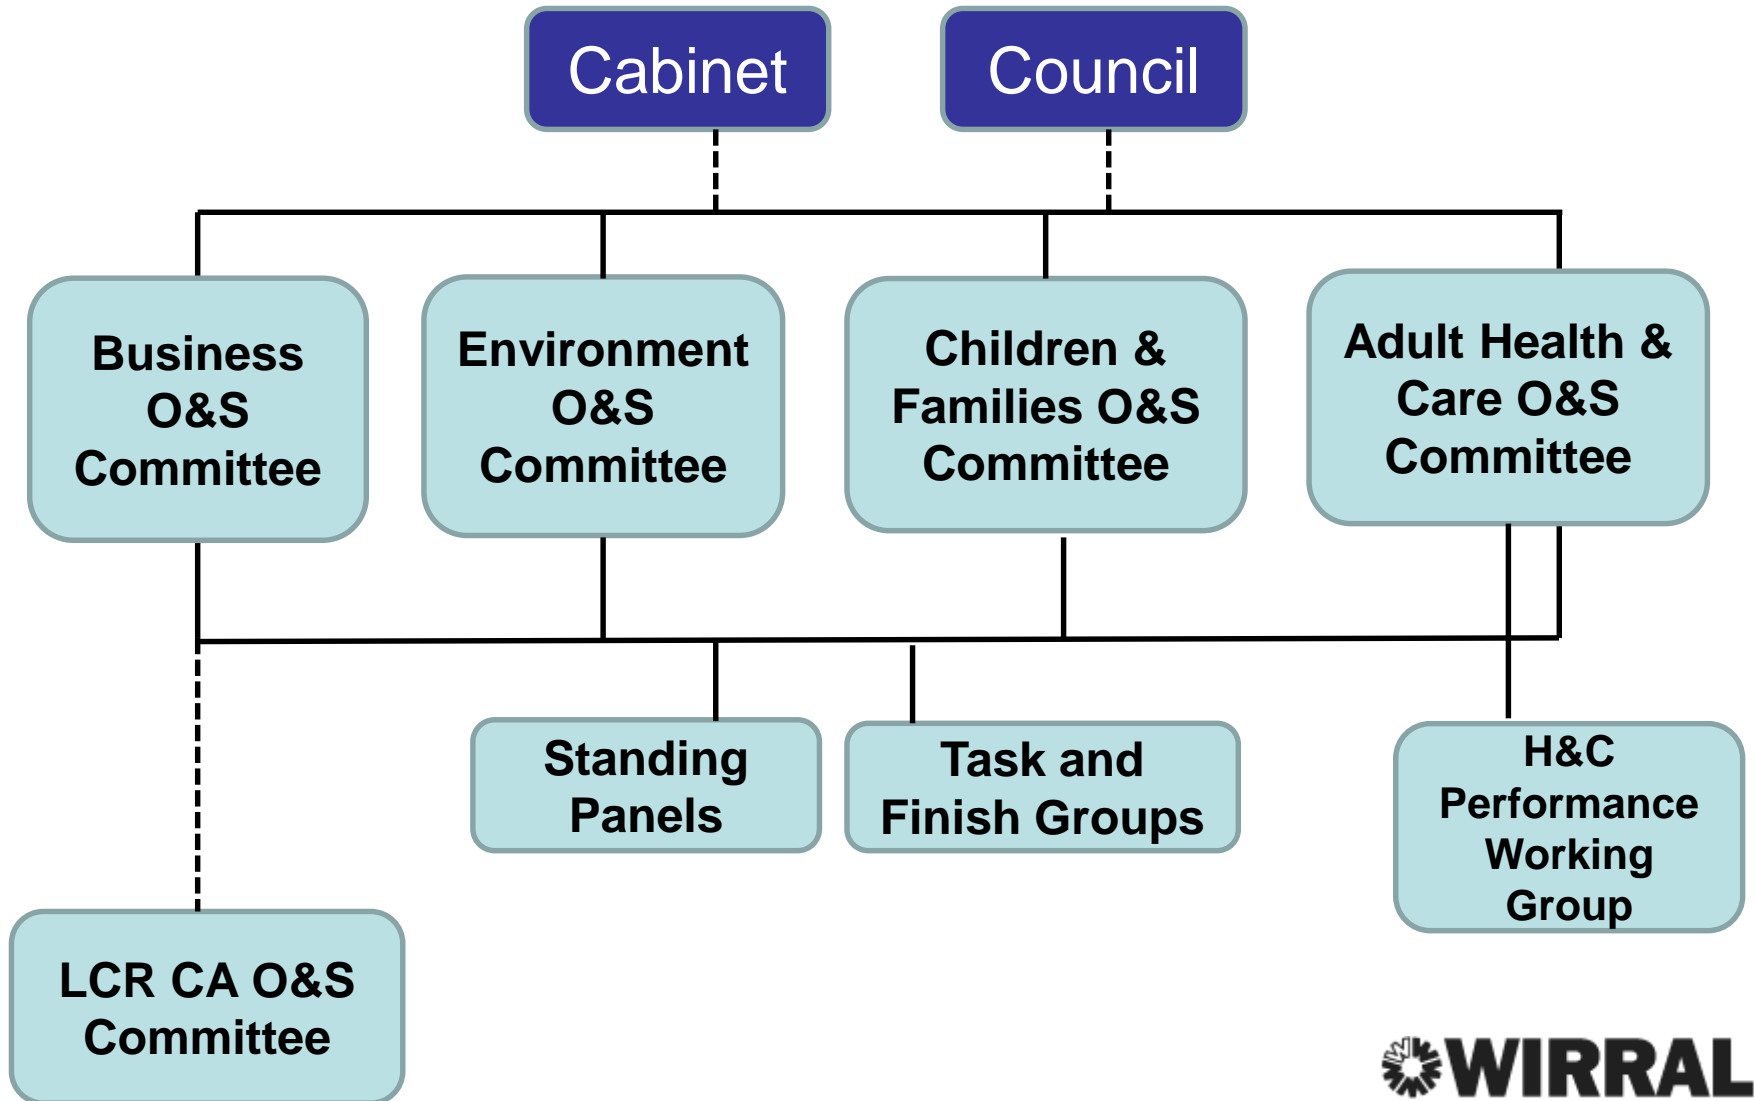 Cabinet
Council
Business
O&S
Committee
Environment
O&S
Committee
Children &
Families O&S
Committee
Adult Health &
Care O&S
Committee
Standing
Panels
Task and
Finish Groups
H&C
Performance
Working
Group
LCR CA O&S
Committee
WIRRAL